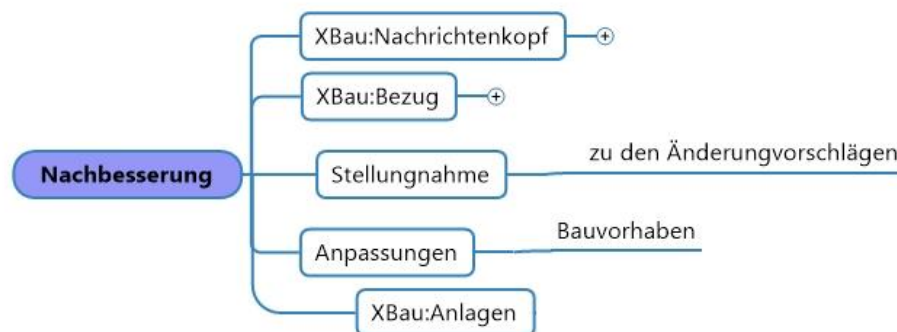 XBau:Nachrichtenkopf
XBau:Bezug
Nachbesserung
Stellungnahme
zu den Änderungvorschlägen
Anpassungen
Bauvorhaben
XBau:Anlagen